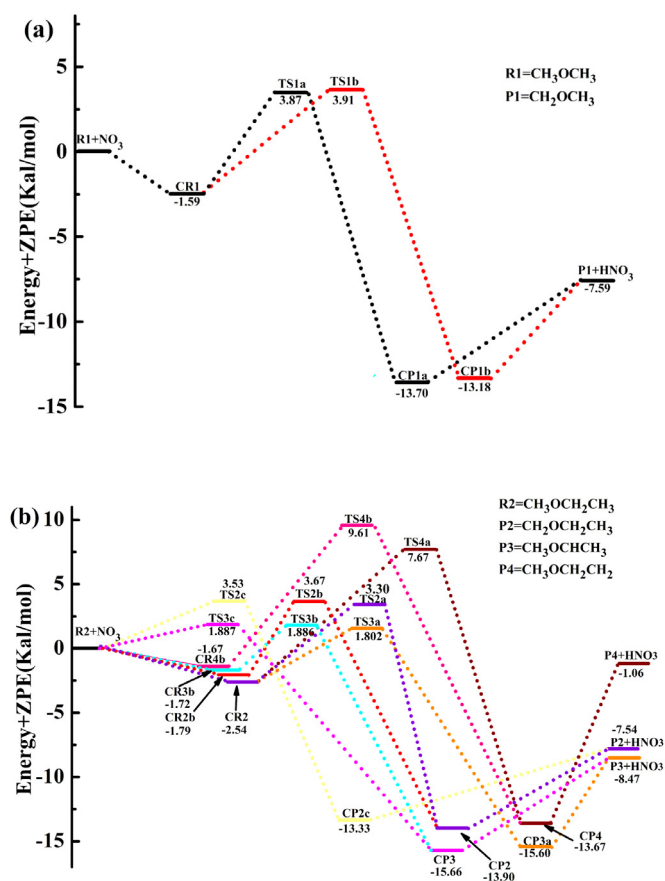 (a)
Energy+ZPE(Kal/mol)
5
0
-5
-10
-15
R1+NO3
CR1
-1.59
TS1a
3.87
TS1b
3.91
CP1a
-13.70
CP1b
-13.18
P1+HNO3
-7.59
R1=CH3OCH3
P1=CH2OCH3
(b)
Energy+ZPE(Kal/mol)
10
5
0
-5
-10
-15
R2=CH3OCH2CH3
P2=CH2OCH2CH3
P3=CH3OCHCH3
P4=CH3OCH2CH2
R2+NO3
TS4b
9.61
TS4a
7.67
3.53
TS2c
3.67
TS2b
3.30
TS2a
TS3c
1.887
TS3b
1.886
TS3a
1.802
-1.67
CR4b
CR3b
-1.72
CR2b
-1.79
CR2
-2.54
P4+HNO3
-1.06
-7.54
P2+HNO3
P3+HNO3
-8.47
CP2c
-13.33
CP3
-15.66
CP2
-13.90
CP3a
-15.60
CP4
-13.67